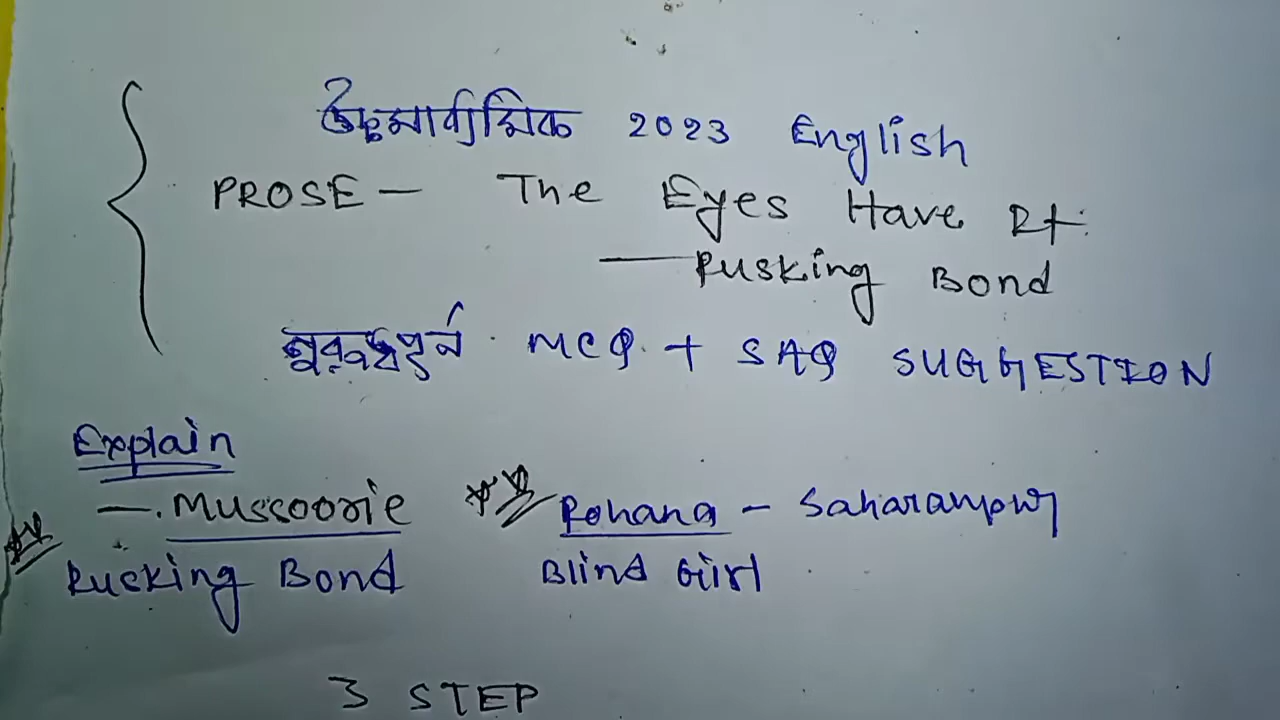 উচ্চমাধ্যমিক 2023 English
PROSE — The Eyes Have It.
— Rusking Bond
গুরুত্বপূর্ন MCQ + SAQ SUGGESTION
Explain
— Mussoorie Rohana - Saharanpur
Rusking Bond Blind Girl
3 STEP